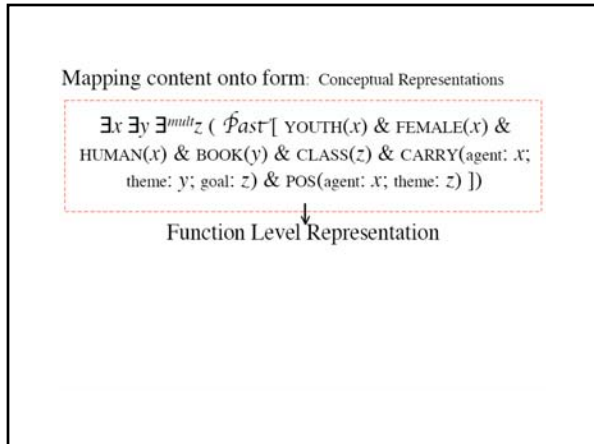 Mapping content onto form: Conceptual Representations
∃x ∃y ∃ᵐᵘˡᵗz ( Past [ YOUTH(x) & FEMALE(x) &
HUMAN(x) & BOOK(y) & CLASS(z) & CARRY(agent: x;
theme: y; goal: z) & POS(agent: x; theme: z) ])
Function Level Representation